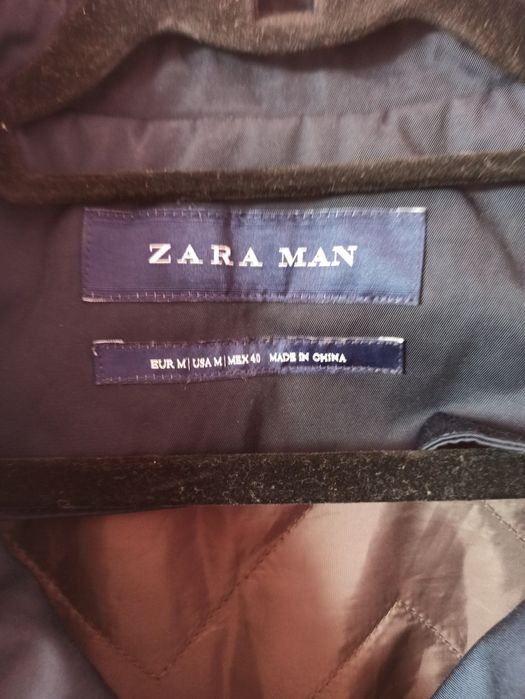 ZARA MAN
EUR M | USA M | MEX 40 MADE IN CHINA